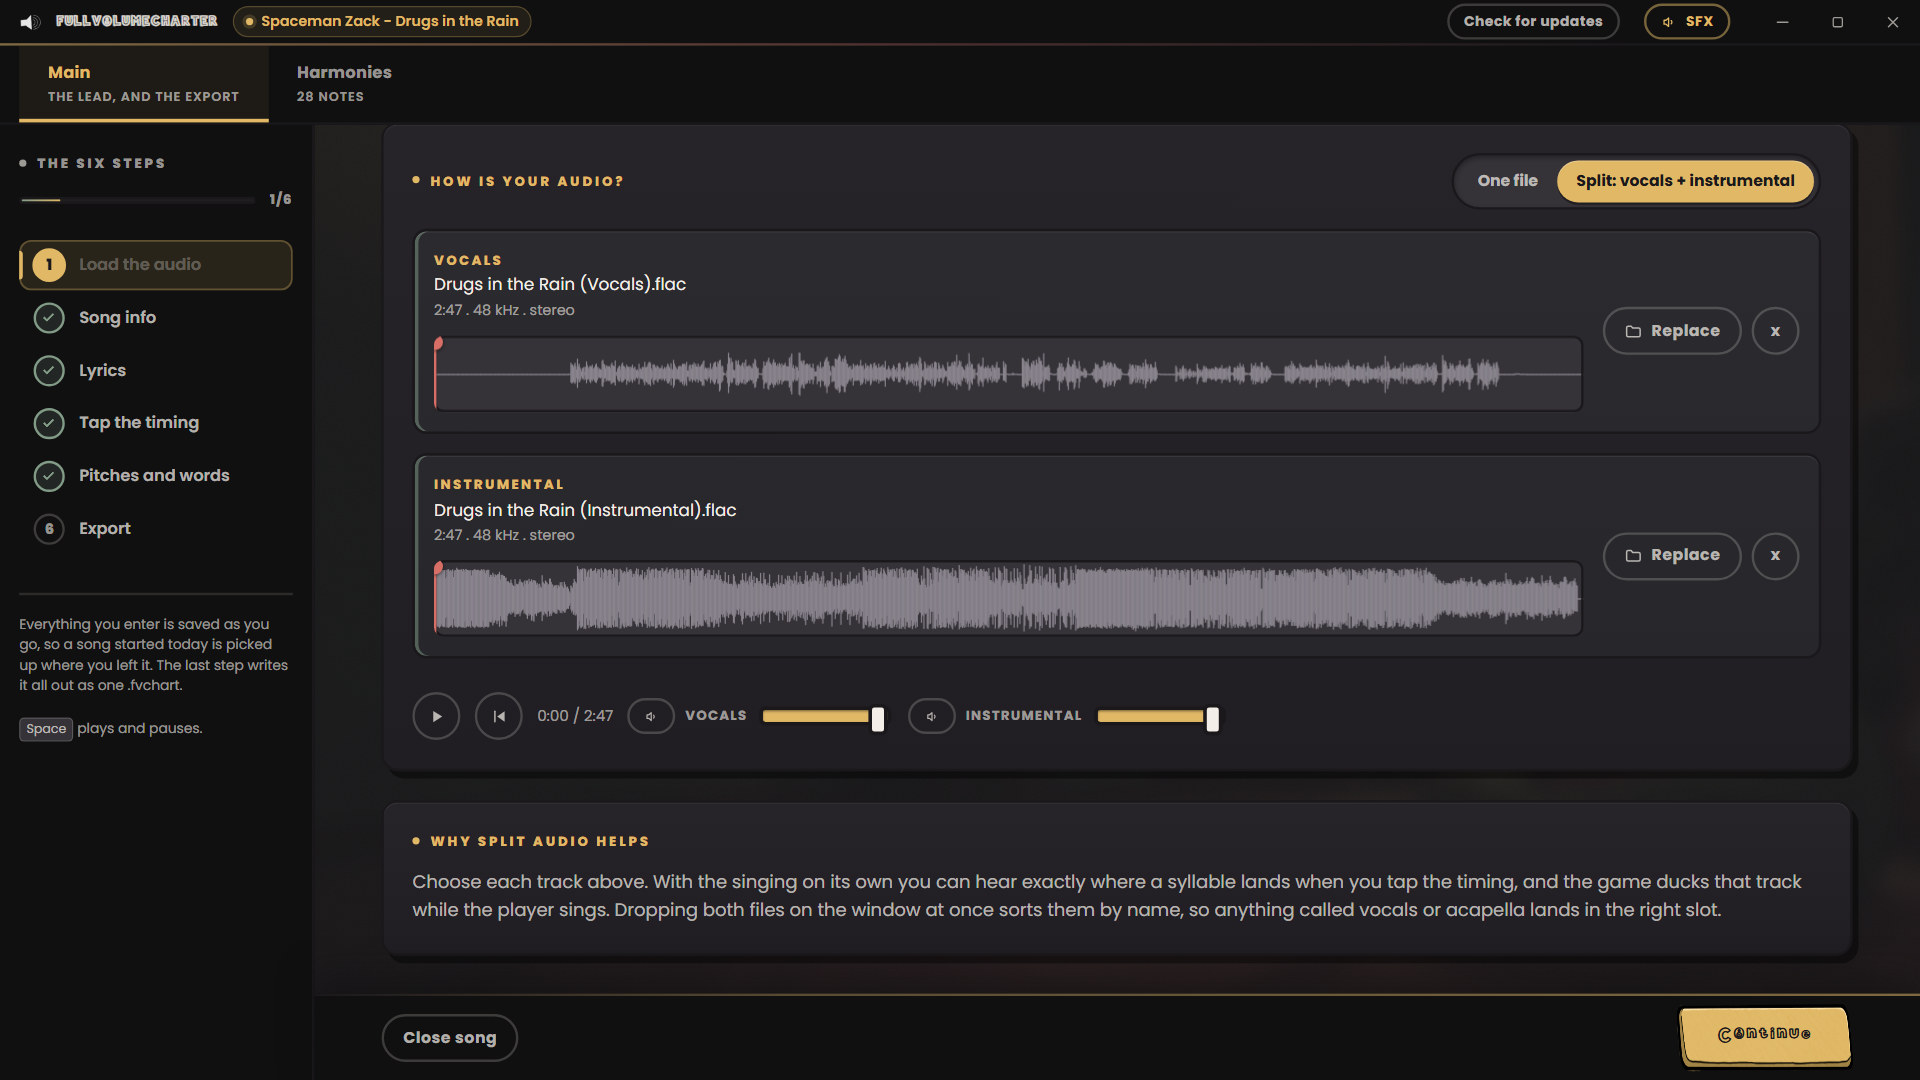 FULLVOLUMECHARTER
Spaceman Zack - Drugs in the Rain
Check for updates
SFX
Main
THE LEAD, AND THE EXPORT
Harmonies
28 NOTES
THE SIX STEPS
1/6
1 Load the audio
Song info
Lyrics
Tap the timing
Pitches and words
6 Export
Everything you enter is saved as you
go, so a song started today is picked
up where you left it. The last step writes
it all out as one .fvchart.
Space plays and pauses.
HOW IS YOUR AUDIO?
One file
Split: vocals + instrumental
VOCALS
Drugs in the Rain (Vocals).flac
2:47 . 48 kHz . stereo
Replace
x
INSTRUMENTAL
Drugs in the Rain (Instrumental).flac
2:47 . 48 kHz . stereo
Replace
x
0:00 / 2:47
VOCALS
INSTRUMENTAL
WHY SPLIT AUDIO HELPS
Choose each track above. With the singing on its own you can hear exactly where a syllable lands when you tap the timing, and the game ducks that track
while the player sings. Dropping both files on the window at once sorts them by name, so anything called vocals or acapella lands in the right slot.
Close song
Continue